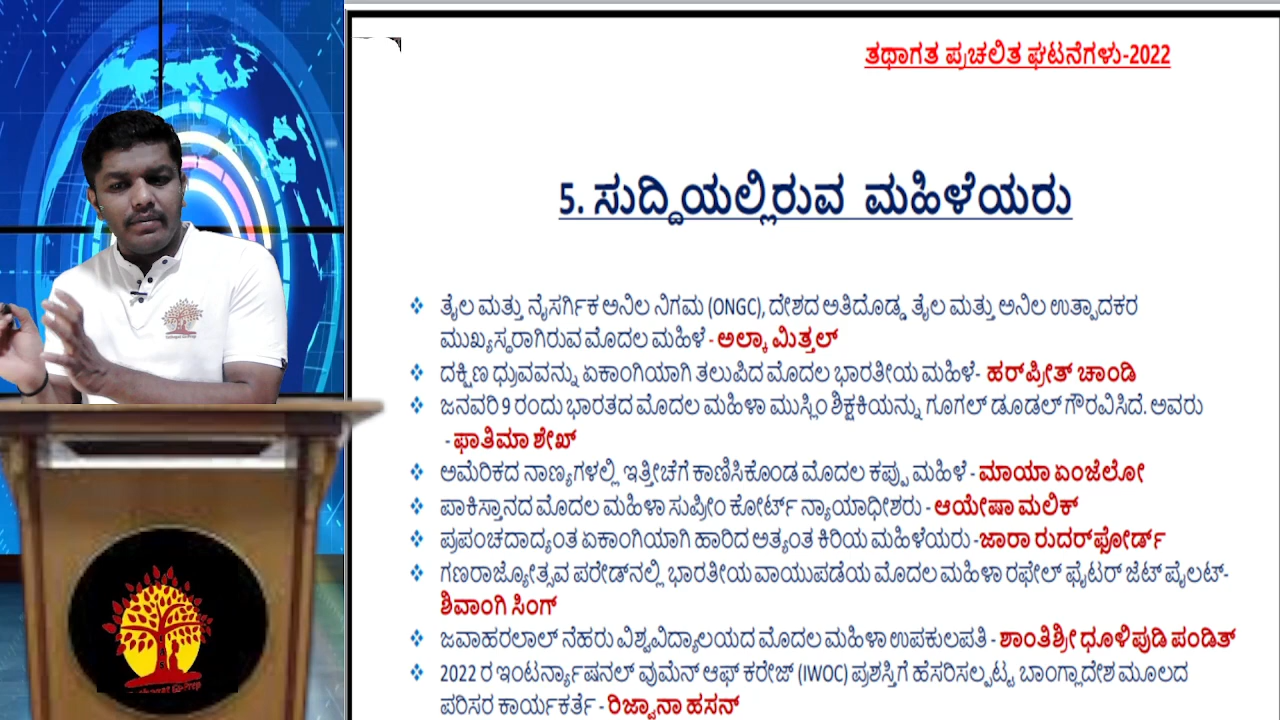 ತಥಾಗತ ಪ್ರಚಲಿತ ಘಟನೆಗಳು-2022
5. ಸುದ್ದಿಯಲ್ಲಿರುವ ಮಹಿಳೆಯರು
❖ ತೈಲ ಮತ್ತು ನೈಸರ್ಗಿಕ ಅನಿಲ ನಿಗಮ (ONGC), ದೇಶದ ಅತಿದೊಡ್ಡ ತೈಲ ಮತ್ತು ಅನಿಲ ಉತ್ಪಾದಕರ
ಮುಖ್ಯಸ್ಥರಾಗಿರುವ ಮೊದಲ ಮಹಿಳೆ - ಅಲ್ಕಾ ಮಿತ್ತಲ್
❖ ದಕ್ಷಿಣ ಧ್ರುವವನ್ನು ಏಕಾಂಗಿಯಾಗಿ ತಲುಪಿದ ಮೊದಲ ಭಾರತೀಯ ಮಹಿಳೆ- ಹರ್‌ಪ್ರೀತ್ ಚಾಂಡಿ
❖ ಜನವರಿ 9 ರಂದು ಭಾರತದ ಮೊದಲ ಮಹಿಳಾ ಮುಸ್ಲಿಂ ಶಿಕ್ಷಕಿಯನ್ನು ಗೂಗಲ್ ಡೂಡಲ್ ಗೌರವಿಸಿದೆ. ಅವರು
- ಫಾತಿಮಾ ಶೇಖ್
❖ ಅಮೆರಿಕದ ನಾಣ್ಯಗಳಲ್ಲಿ ಇತ್ತೀಚೆಗೆ ಕಾಣಿಸಿಕೊಂಡ ಮೊದಲ ಕಪ್ಪು ಮಹಿಳೆ - ಮಾಯಾ ಏಂಜೆಲೋ
❖ ಪಾಕಿಸ್ತಾನದ ಮೊದಲ ಮಹಿಳಾ ಸುಪ್ರೀಂ ಕೋರ್ಟ್ ನ್ಯಾಯಾಧೀಶರು - ಆಯೇಷಾ ಮಲಿಕ್
❖ ಪ್ರಪಂಚದಾದ್ಯಂತ ಏಕಾಂಗಿಯಾಗಿ ಹಾರಿದ ಅತ್ಯಂತ ಕಿರಿಯ ಮಹಿಳೆಯರು -ಜಾರಾ ರುದರ್‌ಫೋರ್ಡ್
❖ ಗಣರಾಜ್ಯೋತ್ಸವ ಪರೇಡ್‌ನಲ್ಲಿ ಭಾರತೀಯ ವಾಯುಪಡೆಯ ಮೊದಲ ಮಹಿಳಾ ರಫೇಲ್ ಫೈಟರ್ ಜೆಟ್ ಪೈಲಟ್-
ಶಿವಾಂಗಿ ಸಿಂಗ್
❖ ಜವಾಹರಲಾಲ್ ನೆಹರು ವಿಶ್ವವಿದ್ಯಾಲಯದ ಮೊದಲ ಮಹಿಳಾ ಉಪಕುಲಪತಿ - ಶಾಂತಿಶ್ರೀ ಧೂಳಿಪುಡಿ ಪಂಡಿತ್
❖ 2022 ರ ಇಂಟರ್ನ್ಯಾಷನಲ್ ವುಮೆನ್ ಆಫ್ ಕರೇಜ್ (IWOC) ಪ್ರಶಸ್ತಿಗೆ ಹೆಸರಿಸಲ್ಪಟ್ಟ ಬಾಂಗ್ಲಾದೇಶ ಮೂಲದ
ಪರಿಸರ ಕಾರ್ಯಕರ್ತೆ - ರಿಜ್ವಾನಾ ಹಸನ್